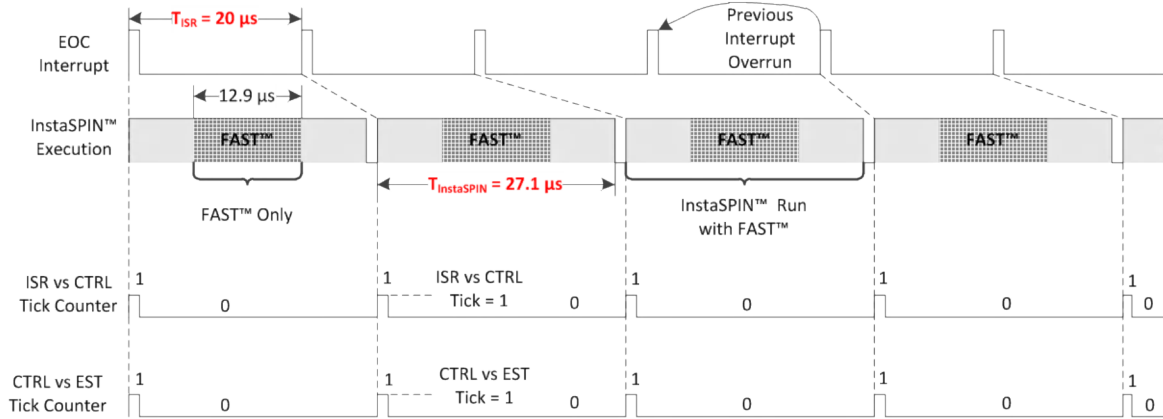 T_ISR = 20 µs
Previous
Interrupt
Overrun
EOC
Interrupt
12.9 µs
InstaSPIN™
Execution
FAST™
FAST™
FAST™
FAST™
T_InstaSPIN = 27.1 µs
FAST™ Only
InstaSPIN™ Run
with FAST™
ISR vs CTRL
Tick Counter
1
0
1
ISR vs CTRL
Tick = 1
0
1
0
1
0
1
0
CTRL vs EST
Tick Counter
1
0
1
CTRL vs EST
Tick = 1
0
1
0
1
0
1
0